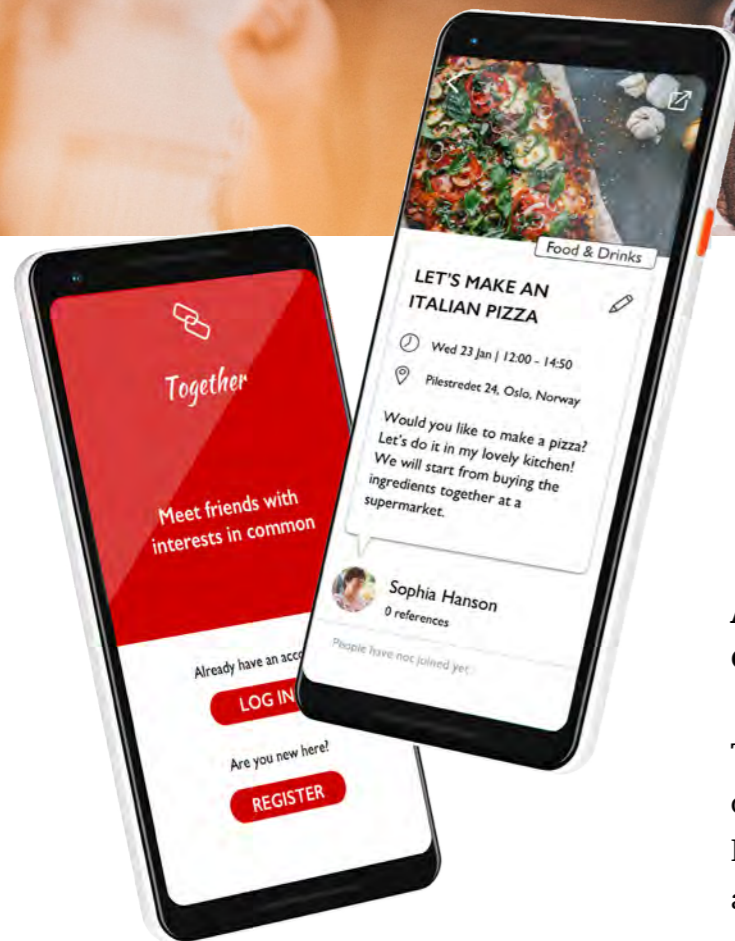 Together
Meet friends with
interests in common
Already have an acco
LOG IN
Are you new here?
REGISTER
Food & Drinks
LET'S MAKE AN
ITALIAN PIZZA
Wed 23 Jan | 12:00 - 14:50
Pilestredet 24, Oslo, Norway
Would you like to make a pizza?
Let's do it in my lovely kitchen!
We will start from buying the
ingredients together at a
supermarket.
Sophia Hanson
0 references
People have not joined yet